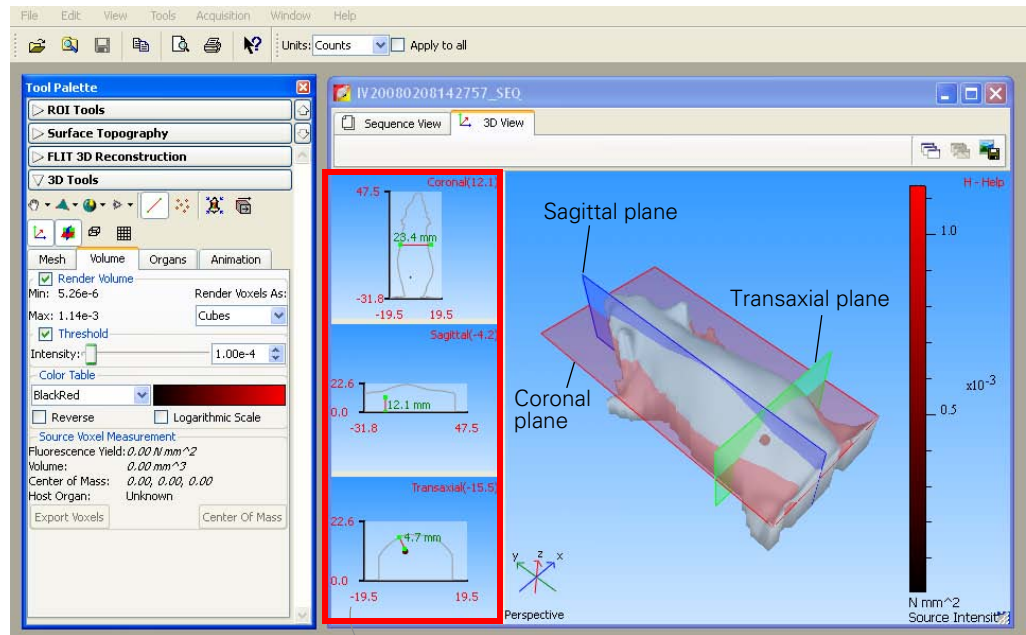 File Edit View Tools Acquisition Window Help
Units: Counts Apply to all
Tool Palette
ROI Tools
Surface Topography
FLIT 3D Reconstruction
3D Tools
Mesh Volume Organs Animation
Render Volume
Min: 5.26e-6 Render Voxels As:
Max: 1.14e-3 Cubes
Threshold
Intensity: 1.00e-4
Color Table
BlackRed
Reverse Logarithmic Scale
Source Voxel Measurement
Fluorescence Yield: 0.00 N mm^2
Volume: 0.00 mm^3
Center of Mass: 0.00, 0.00, 0.00
Host Organ: Unknown
Export Voxels Center Of Mass
IV20080208142757_SEQ
Sequence View 3D View
Coronal(12.1)
47.5
23.4 mm
-31.8
-19.5 19.5
Sagittal(-4.2)
22.6
12.1 mm
0.0
-31.8 47.5
Transaxial(-15.5)
22.6
4.7 mm
0.0
-19.5 19.5
H - Help
Sagittal plane
Transaxial plane
Coronal
plane
1.0
x10-3
0.5
y z x
Perspective
N mm^2
Source Intensit